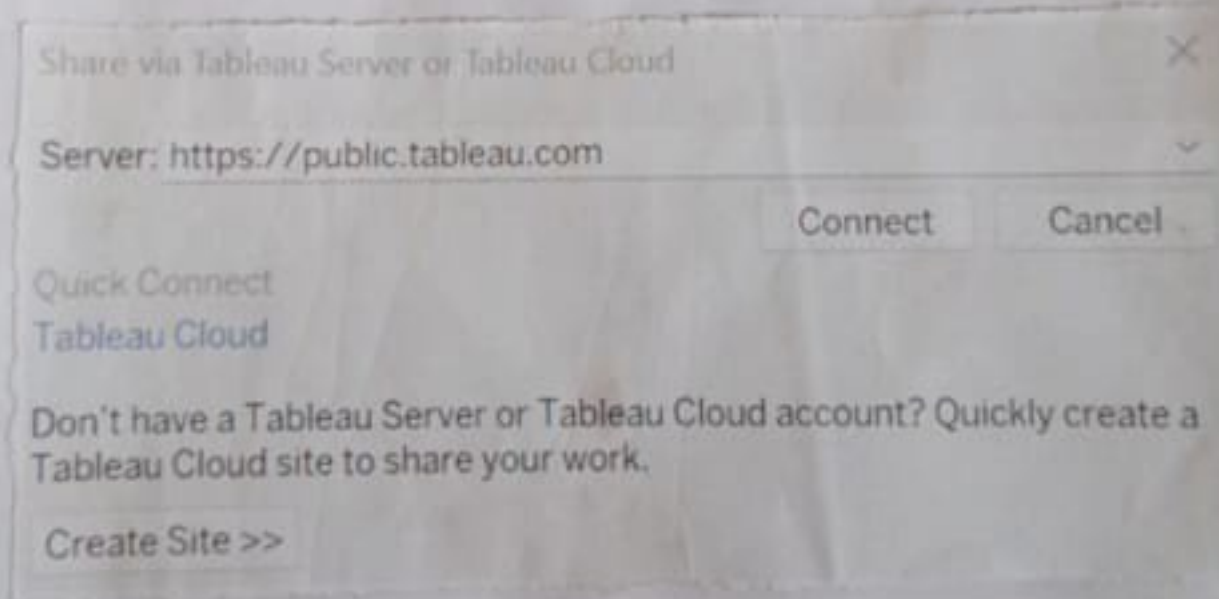 Share via Tableau Server or Tableau Cloud
Server: https://public.tableau.com
Connect Cancel
Quick Connect
Tableau Cloud
Don't have a Tableau Server or Tableau Cloud account? Quickly create a
Tableau Cloud site to share your work.
Create Site >>